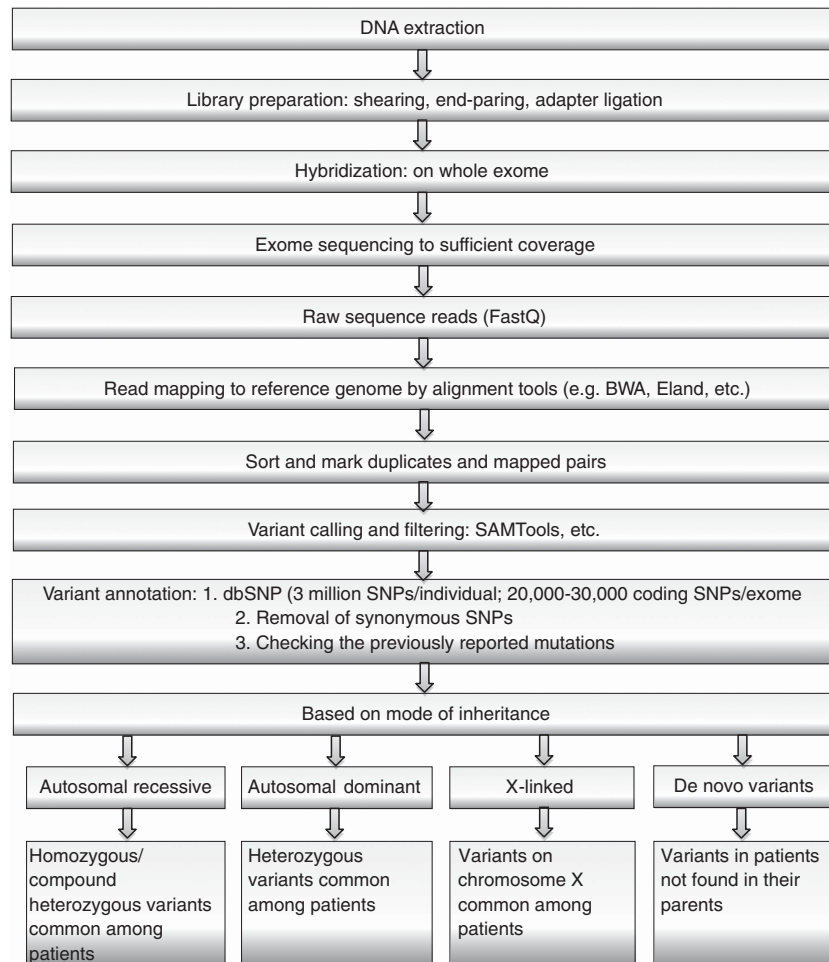 DNA extraction
Library preparation: shearing, end-paring, adapter ligation
Hybridization: on whole exome
Exome sequencing to sufficient coverage
Raw sequence reads (FastQ)
Read mapping to reference genome by alignment tools (e.g. BWA, Eland, etc.)
Sort and mark duplicates and mapped pairs
Variant calling and filtering: SAMTools, etc.
Variant annotation: 1. dbSNP (3 million SNPs/individual; 20,000-30,000 coding SNPs/exome
2. Removal of synonymous SNPs
3. Checking the previously reported mutations
Based on mode of inheritance
Autosomal recessive
Autosomal dominant
X-linked
De novo variants
Homozygous/
compound
heterozygous variants
common among
patients
Heterozygous
variants common
among patients
Variants on
chromosome X
common among
patients
Variants in patients
not found in their
parents